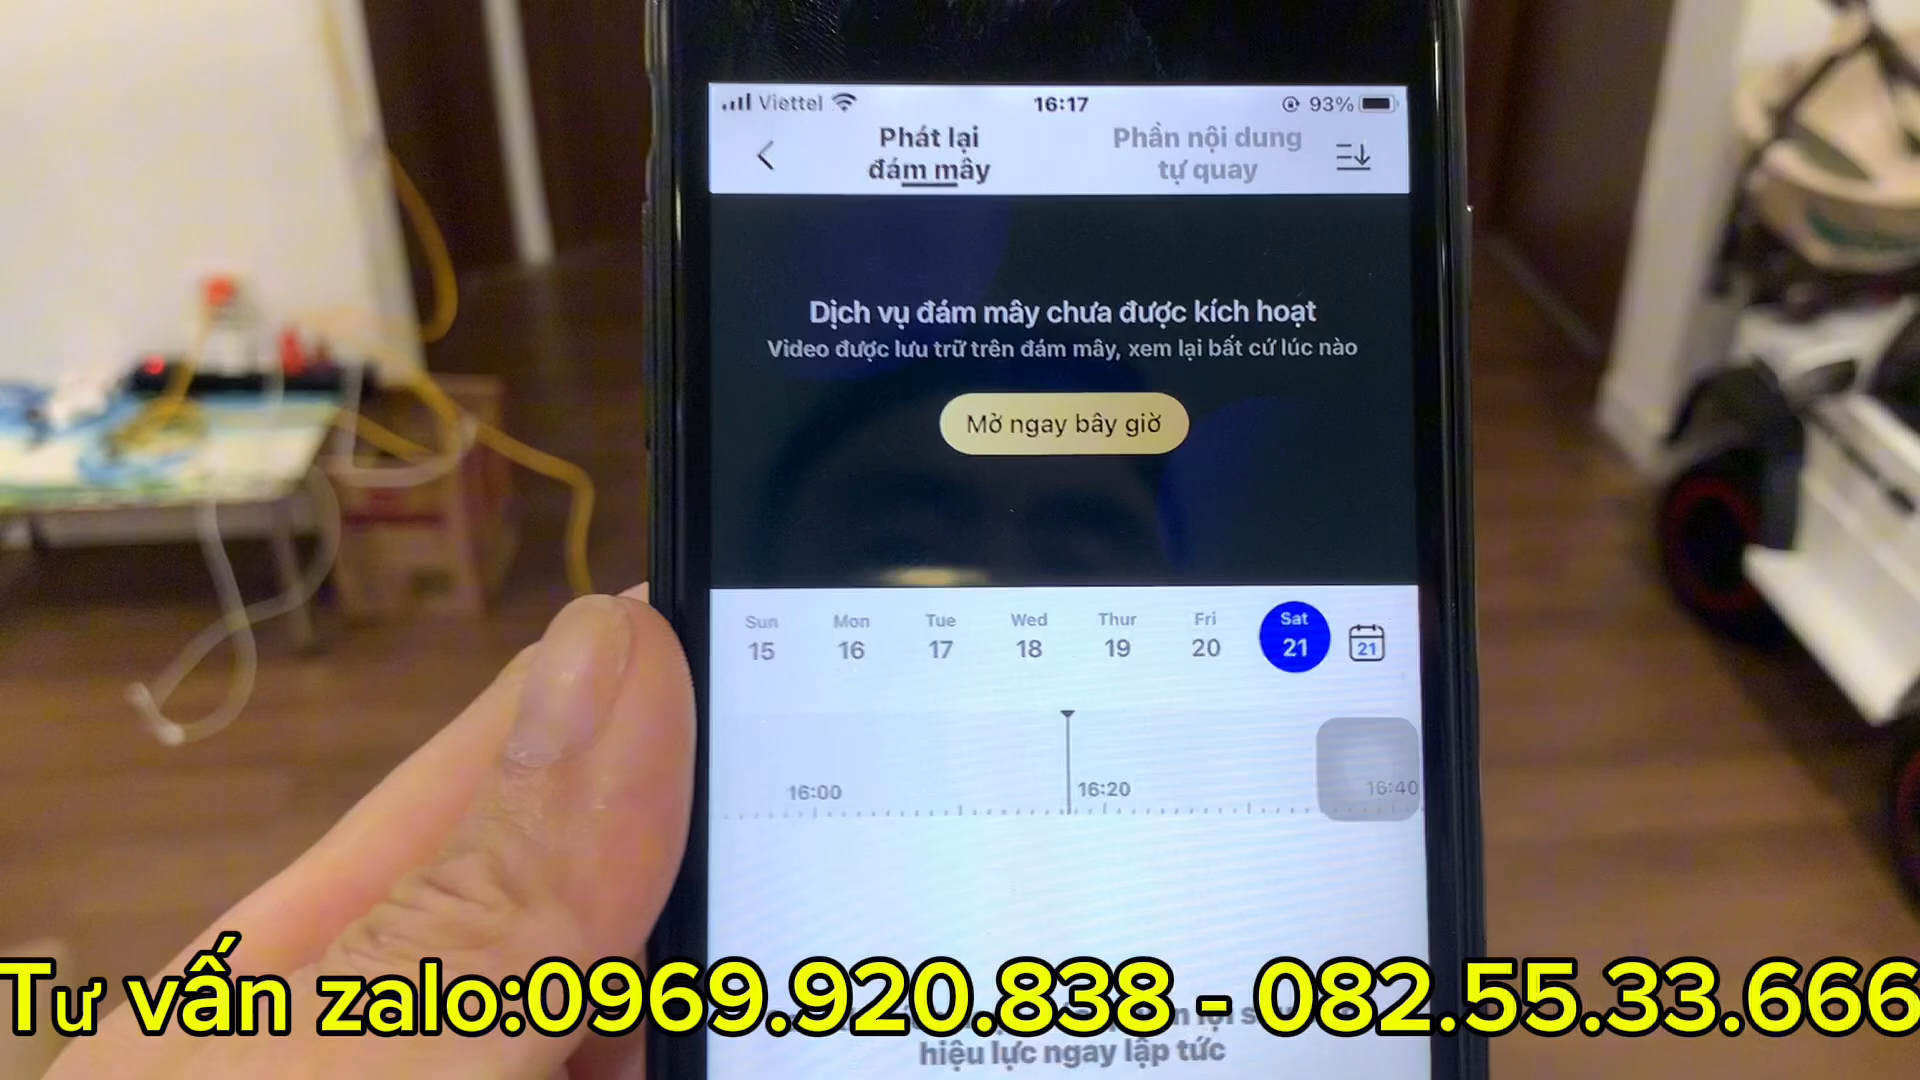 Viettel 16:17 93%
Phát lại Phần nội dung
đám mây tự quay
Dịch vụ đám mây chưa được kích hoạt
Video được lưu trữ trên đám mây, xem lại bất cứ lúc nào
Mở ngay bây giờ
Sun Mon Tue Wed Thur Fri Sat
15 16 17 18 19 20 21 21
16:00 16:20 16:40
Tư vấn zalo:0969.920.838 - 082.55.33.666
hiệu lực ngay lập tức